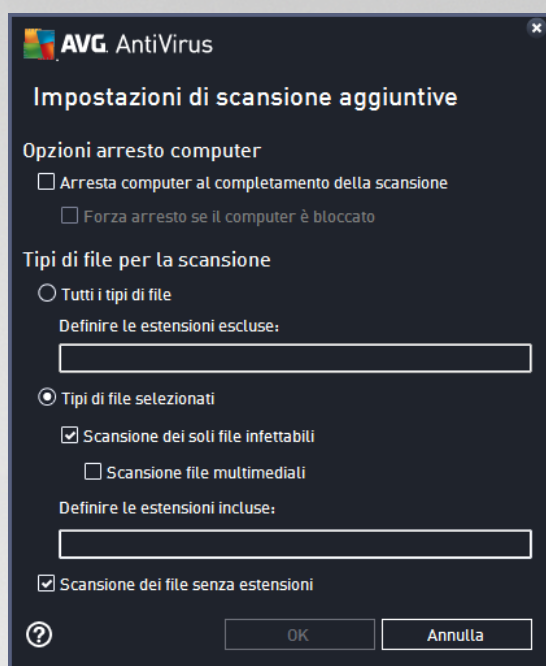 AVG. AntiVirus
Impostazioni di scansione aggiuntive
Opzioni arresto computer
Arresta computer al completamento della scansione
Forza arresto se il computer è bloccato
Tipi di file per la scansione
Tutti i tipi di file
Definire le estensioni escluse:
Tipi di file selezionati
Scansione dei soli file infettabili
Scansione file multimediali
Definire le estensioni incluse:
Scansione dei file senza estensioni
? OK Annulla